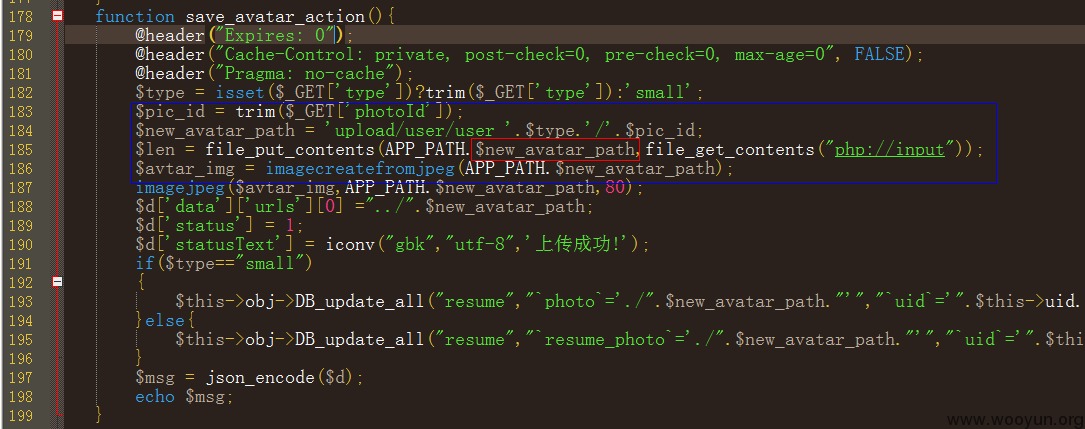 178 function save_avatar_action(){
179 @header("Expires: 0");
180 @header("Cache-Control: private, post-check=0, pre-check=0, max-age=0", FALSE);
181 @header("Pragma: no-cache");
182 $type = isset($_GET['type'])?trim($_GET['type']):'small';
183 $pic_id = trim($_GET['photoId']);
184 $new_avatar_path = 'upload/user/user_'.$type.'/'.$pic_id;
185 $len = file_put_contents(APP_PATH.$new_avatar_path,file_get_contents("php://input"));
186 $avtar_img = imagecreatefromjpeg(APP_PATH.$new_avatar_path);
187 imagejpeg($avtar_img,APP_PATH.$new_avatar_path,80);
188 $d['data']['urls'][0] ="../".$new_avatar_path;
189 $d['status'] = 1;
190 $d['statusText'] = iconv("gbk","utf-8",'上传成功!');
191 if($type=="small")
192 {
193 $this->obj->DB_update_all("resume","`photo`='./".$new_avatar_path."'","`uid`='".$this->uid.
194 }else{
195 $this->obj->DB_update_all("resume","`resume_photo`='./".$new_avatar_path."'","`uid`='".$thi
196 }
197 $msg = json_encode($d);
198 echo $msg;
199 }
www.wooyun.org